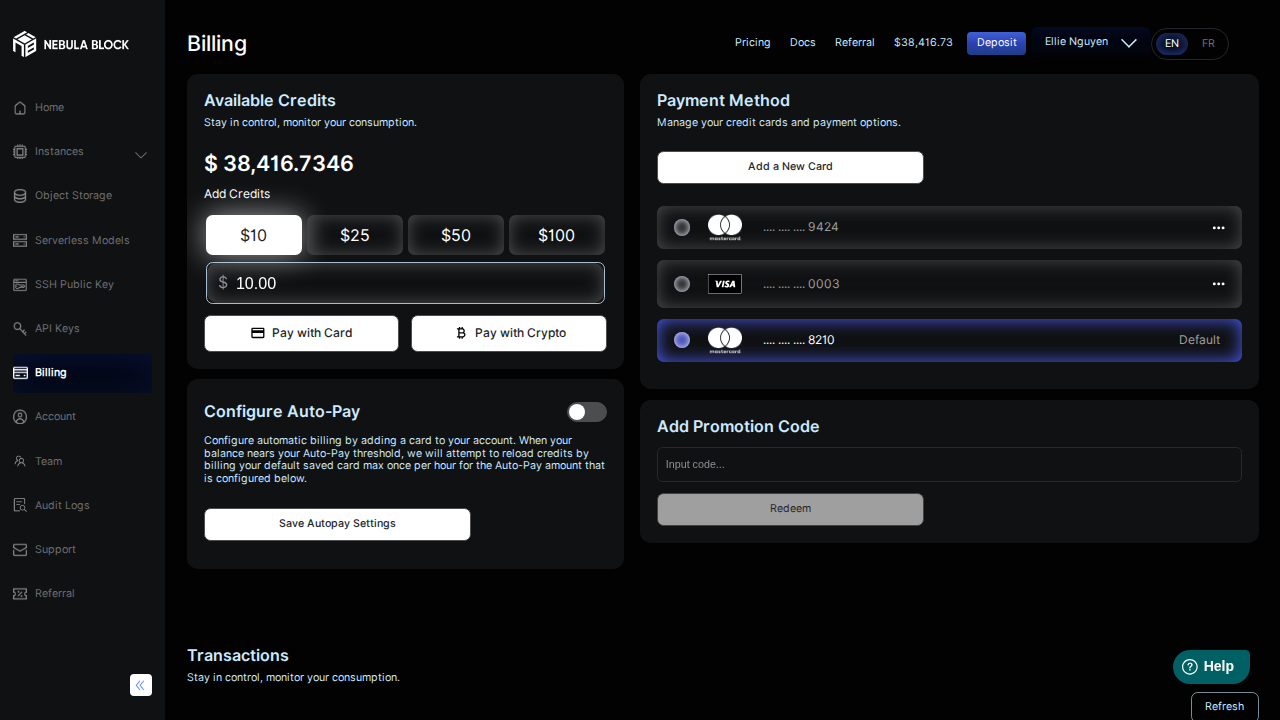 NEBULA BLOCK
Home
Instances
Object Storage
Serverless Models
SSH Public Key
API Keys
Billing
Account
Team
Audit Logs
Support
Referral
Billing
Pricing Docs Referral $38,416.73 Deposit Ellie Nguyen EN FR
Available Credits
Stay in control, monitor your consumption.
$ 38,416.7346
Add Credits
$10 $25 $50 $100
$ 10.00
Pay with Card Pay with Crypto
Configure Auto-Pay
Configure automatic billing by adding a card to your account. When your
balance nears your Auto-Pay threshold, we will attempt to reload credits by
billing your default saved card max once per hour for the Auto-Pay amount that
is configured below.
Save Autopay Settings
Payment Method
Manage your credit cards and payment options.
Add a New Card
mastercard .... .... .... 9424 •••
VISA .... .... .... 0003 •••
mastercard .... .... .... 8210 Default
Add Promotion Code
Input code...
Redeem
Transactions
Stay in control, monitor your consumption.
Help
Refresh